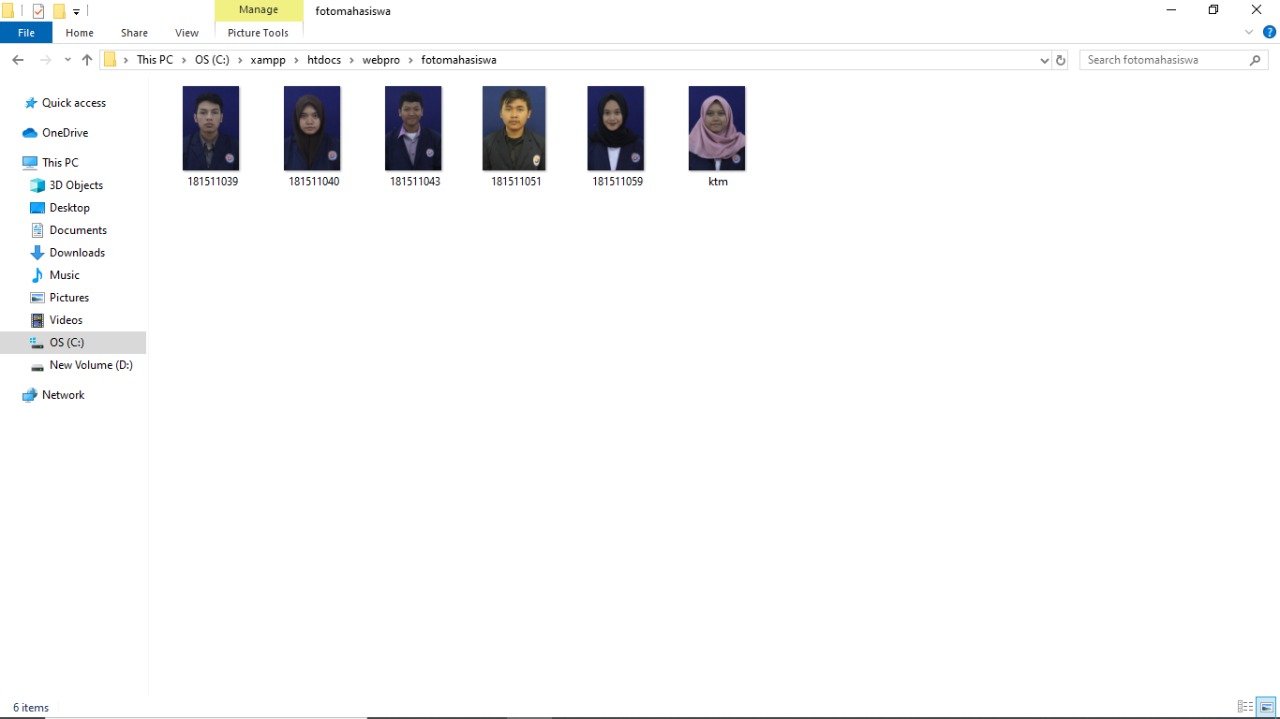 Manage
fotomahasiswa
File
Home
Share
View
Picture Tools
This PC
OS (C:)
xampp
htdocs
webpro
fotomahasiswa
Search fotomahasiswa
Quick access
OneDrive
This PC
3D Objects
Desktop
Documents
Downloads
Music
Pictures
Videos
OS (C:)
New Volume (D:)
Network
181511039
181511040
181511043
181511051
181511059
ktm
6 items